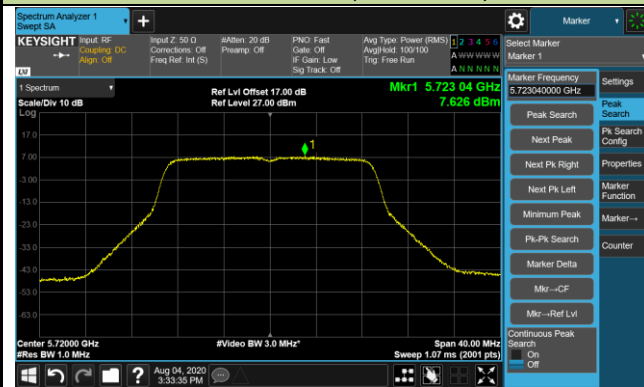 Spectrum Analyzer 1
Swept SA
Marker
KEYSIGHT
Input: RF
Coupling: DC
Align: Off
Input Z: 50 Ω
Corrections: Off
Freq Ref: Int (S)
#Atten: 20 dB
Preamp: Off
PNO: Fast
Gate: Off
IF Gain: Low
Sig Track: Off
Avg Type: Power (RMS)
Avg|Hold: 100/100
Trig: Free Run
1 2 3 4 5 6
A W W W W W
A N N N N N
LXI
Select Marker
Marker 1
1 Spectrum
Scale/Div 10 dB
Log
Ref Lvl Offset 17.00 dB
Ref Level 27.00 dBm
Mkr1 5.723 04 GHz
7.626 dBm
17.0
7.00
-3.00
-13.0
-23.0
-33.0
-43.0
-53.0
-63.0
1
Center 5.72000 GHz
#Res BW 1.0 MHz
#Video BW 3.0 MHz*
Span 40.00 MHz
Sweep 1.07 ms (2001 pts)
Marker Frequency
5.723040000 GHz
Peak Search
Next Peak
Next Pk Right
Next Pk Left
Minimum Peak
Pk-Pk Search
Marker Delta
Mkr→CF
Mkr→Ref Lvl
Continuous Peak
Search
On
Off
Settings
Peak
Search
Pk Search
Config
Properties
Marker
Function
Marker→
Counter
Aug 04, 2020
3:33:35 PM